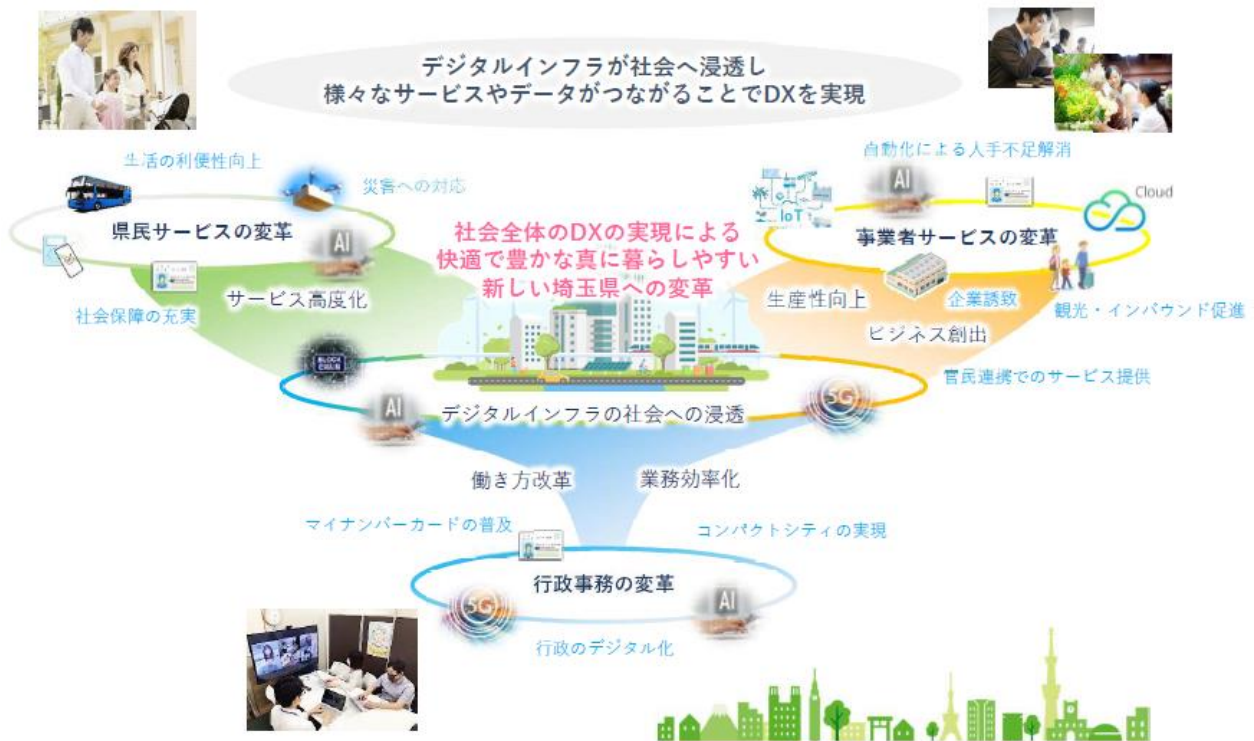 デジタルインフラが社会へ浸透し
様々なサービスやデータがつながることでDXを実現
生活の利便性向上
災害への対応
県民サービスの変革
AI
サービス高度化
社会保障の充実
社会全体のDXの実現による
快適で豊かな真に暮らしやすい
新しい埼玉県への変革
自動化による人手不足解消
AI
IoT
Cloud
事業者サービスの変革
生産性向上
企業誘致
観光・インバウンド促進
ビジネス創出
官民連携でのサービス提供
BLOCK
CHAIN
AI
デジタルインフラの社会への浸透
5G
働き方改革
業務効率化
マイナンバーカードの普及
コンパクトシティの実現
行政事務の変革
5G
AI
行政のデジタル化